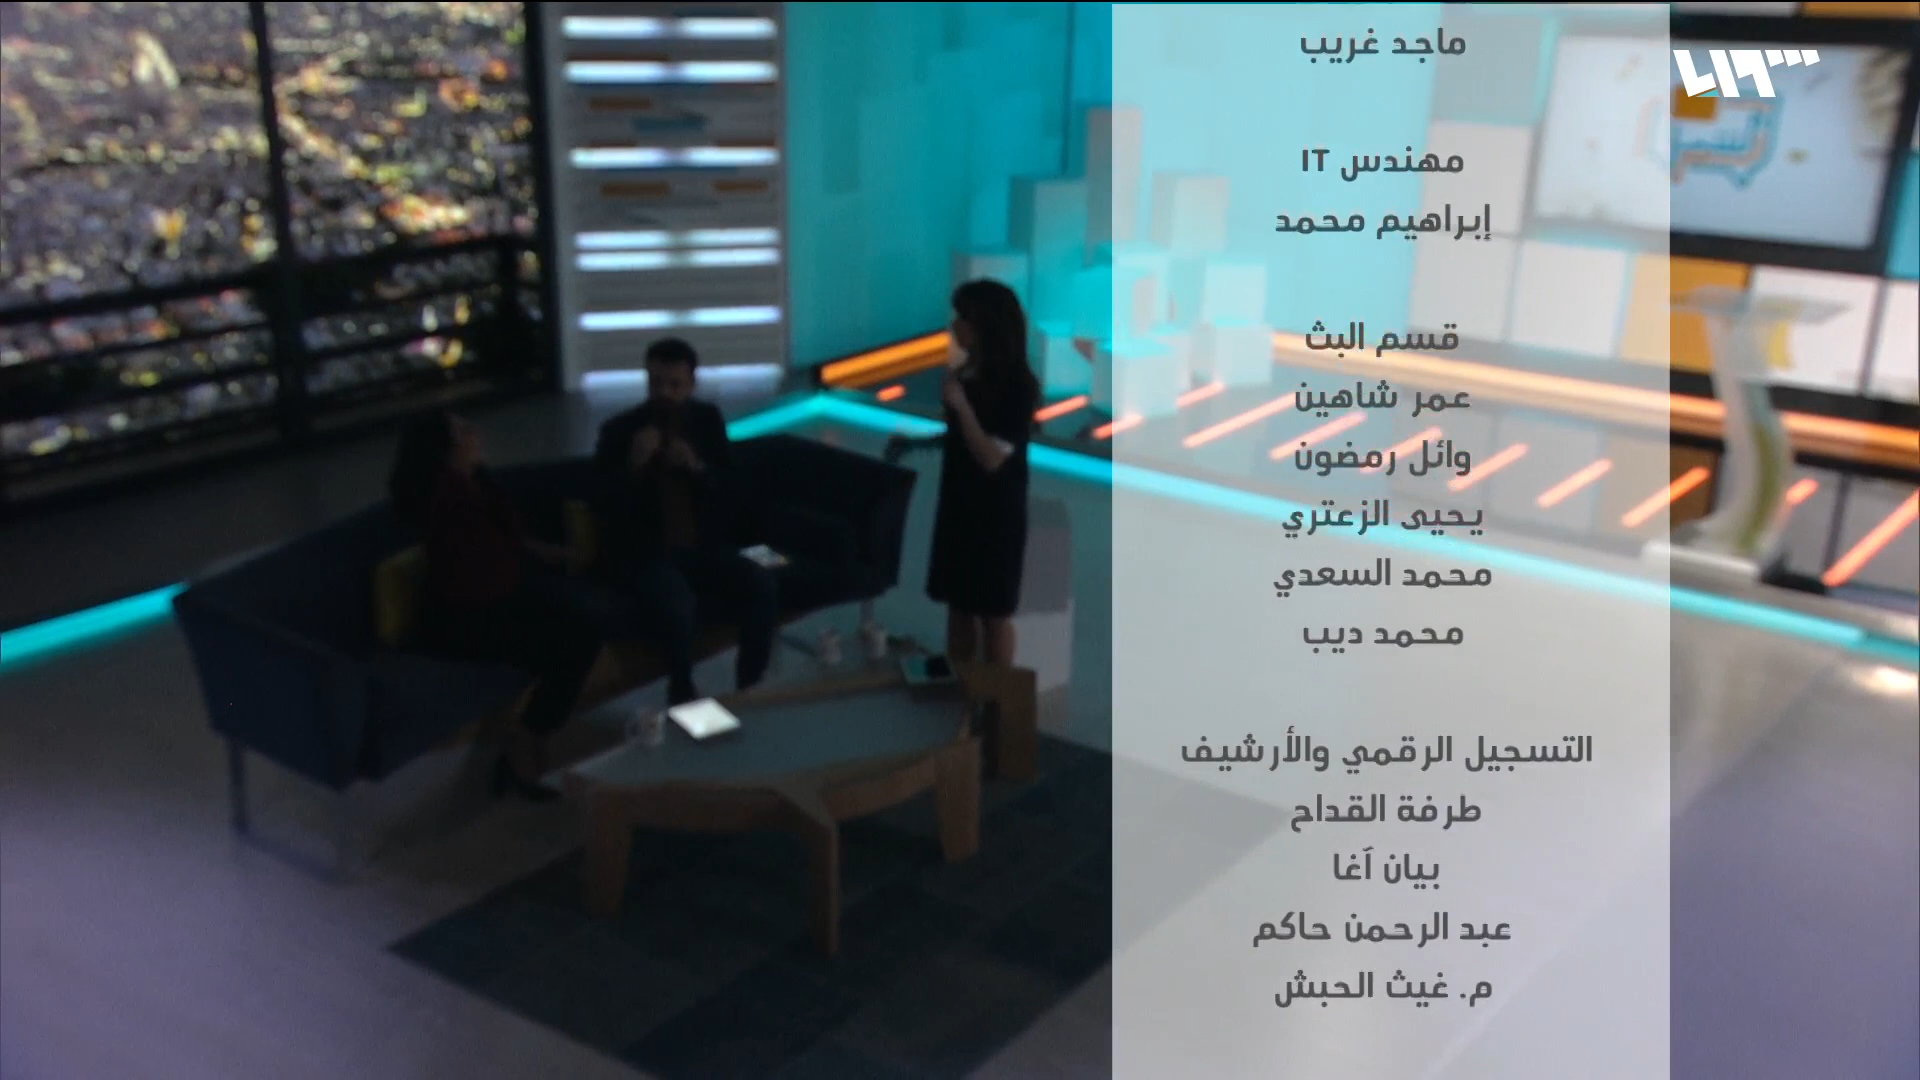 ماجد غريب
مهندس IT
إبراهيم محمد
قسم البث
عمر شاهين
وائل رمضون
يحيى الزعتري
محمد السعدي
محمد ديب
التسجيل الرقمي والأرشيف
طرفة القداح
بيان آغا
عبد الرحمن حاكم
م. غيث الحبش